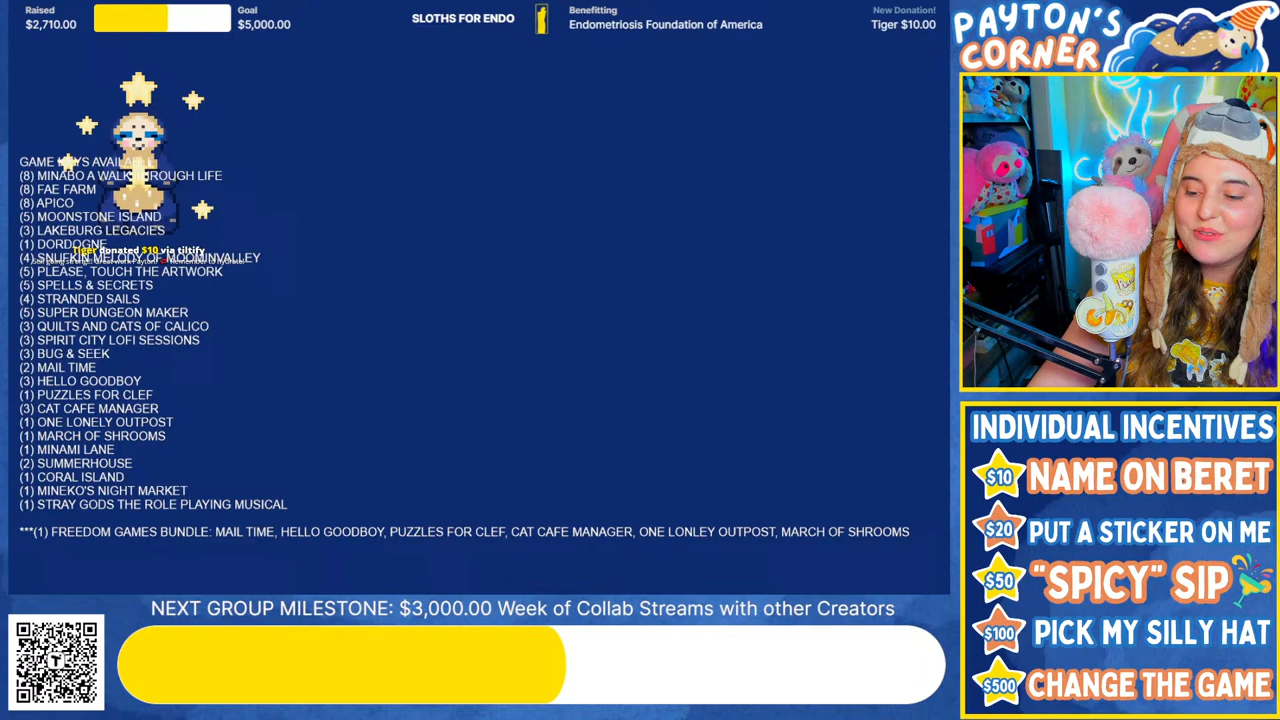 Raised
$2,710.00
Goal
$5,000.00
SLOTHS FOR ENDO
Benefitting
Endometriosis Foundation of America
New Donation!
Tiger $10.00
PAYTON'S
CORNER
GAME KEYS AVAILABLE
(8) MINABO A WALK THROUGH LIFE
(8) FAE FARM
(8) APICO
(5) MOONSTONE ISLAND
(3) LAKEBURG LEGACIES
(1) DORDOGNE
Tiger donated $10 via tiltify
(4) SNUFKIN MELODY OF MOOMINVALLEY
(5) PLEASE, TOUCH THE ARTWORK
(5) SPELLS & SECRETS
(4) STRANDED SAILS
(5) SUPER DUNGEON MAKER
(3) QUILTS AND CATS OF CALICO
(3) SPIRIT CITY LOFI SESSIONS
(3) BUG & SEEK
(2) MAIL TIME
(3) HELLO GOODBOY
(1) PUZZLES FOR CLEF
(3) CAT CAFE MANAGER
(1) ONE LONELY OUTPOST
(1) MARCH OF SHROOMS
(1) MINAMI LANE
(2) SUMMERHOUSE
(1) CORAL ISLAND
(1) MINEKO'S NIGHT MARKET
(1) STRAY GODS THE ROLE PLAYING MUSICAL
***(1) FREEDOM GAMES BUNDLE: MAIL TIME, HELLO GOODBOY, PUZZLES FOR CLEF, CAT CAFE MANAGER, ONE LONLEY OUTPOST, MARCH OF SHROOMS
NEXT GROUP MILESTONE: $3,000.00 Week of Collab Streams with other Creators
INDIVIDUAL INCENTIVES
$10 NAME ON BERET
$20 PUT A STICKER ON ME
$50 "SPICY" SIP
$100 PICK MY SILLY HAT
$500 CHANGE THE GAME